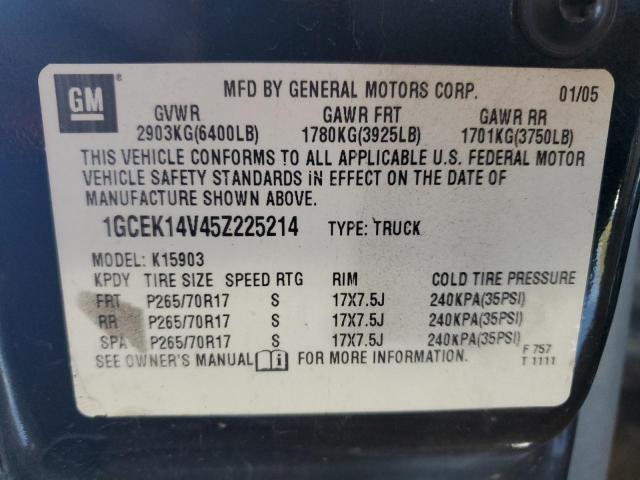 GM ® MFD BY GENERAL MOTORS CORP. 01/05
GVWR GAWR FRT GAWR RR
2903KG(6400LB) 1780KG(3925LB) 1701KG(3750LB)
THIS VEHICLE CONFORMS TO ALL APPLICABLE U.S. FEDERAL MOTOR
VEHICLE SAFETY STANDARDS IN EFFECT ON THE DATE OF
MANUFACTURE SHOWN ABOVE.
1GCEK14V45Z225214 TYPE: TRUCK
MODEL: K15903
KPDY TIRE SIZE SPEED RTG RIM COLD TIRE PRESSURE
FRT P265/70R17 S 17X7.5J 240KPA(35PSI)
RR P265/70R17 S 17X7.5J 240KPA(35PSI)
SPA P265/70R17 S 17X7.5J 240KPA(35PSI)
SEE OWNER'S MANUAL i FOR MORE INFORMATION.
F 757
T 1111